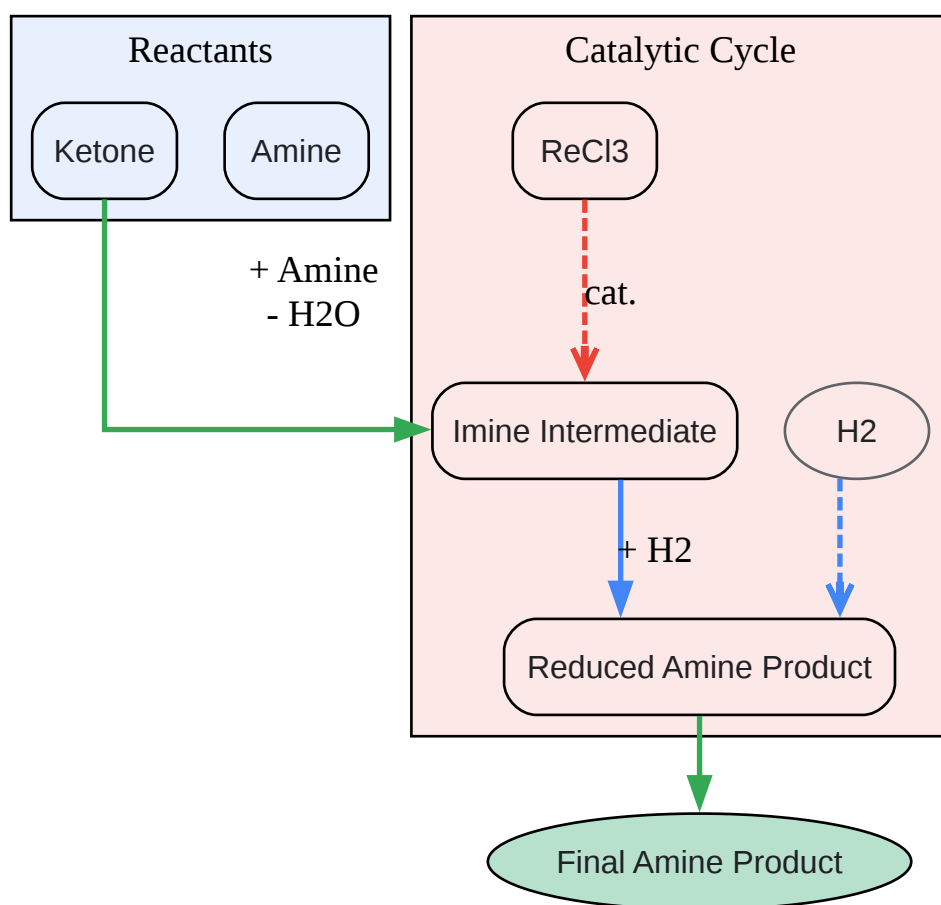 Reactants
Catalytic Cycle
Ketone
Amine
ReCl3
+ Amine
- H2O
cat.
Imine Intermediate
H2
+ H2
Reduced Amine Product
Final Amine Product